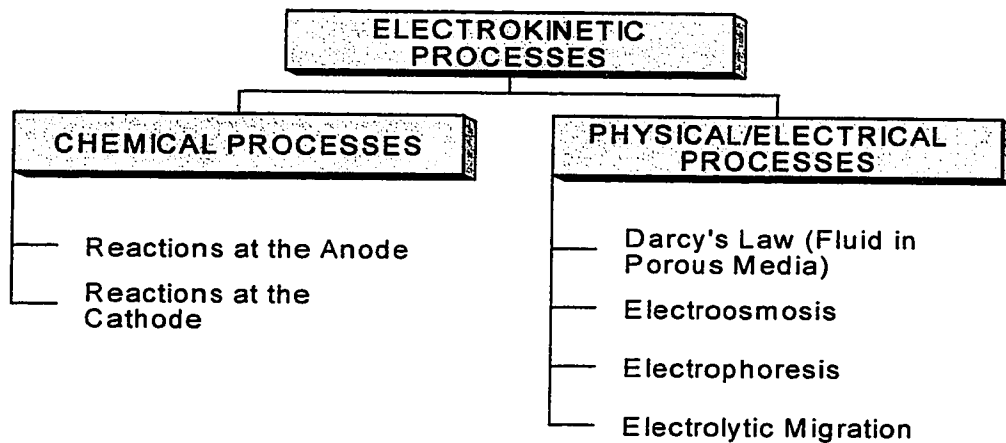 ELECTROKINETIC
PROCESSES
CHEMICAL PROCESSES
Reactions at the Anode
Reactions at the
Cathode
PHYSICAL/ELECTRICAL
PROCESSES
Darcy's Law (Fluid in
Porous Media)
Electroosmosis
Electrophoresis
Electrolytic Migration